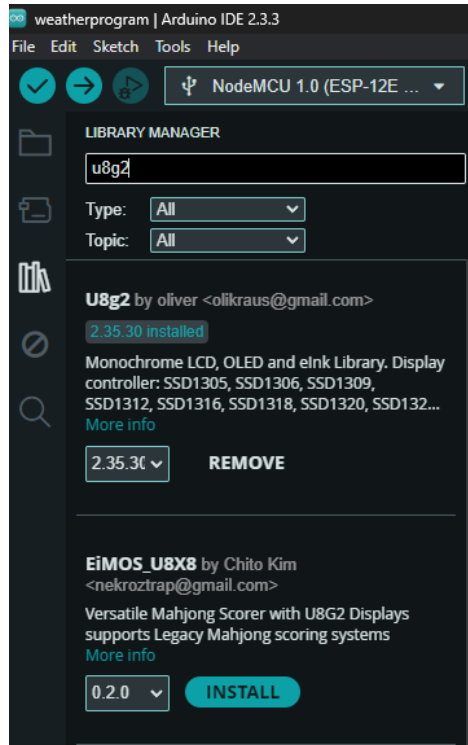 weatherprogram | Arduino IDE 2.3.3
File Edit Sketch Tools Help
NodeMCU 1.0 (ESP-12E ...
LIBRARY MANAGER
u8g2
Type: All
Topic: All
U8g2 by oliver <olikraus@gmail.com>
2.35.30 installed
Monochrome LCD, OLED and eInk Library. Display
controller: SSD1305, SSD1306, SSD1309,
SSD1312, SSD1316, SSD1318, SSD1320, SSD132...
More info
2.35.30 REMOVE
EiMOS_U8X8 by Chito Kim
<nekroztrap@gmail.com>
Versatile Mahjong Scorer with U8G2 Displays
supports Legacy Mahjong scoring systems
More info
0.2.0 INSTALL